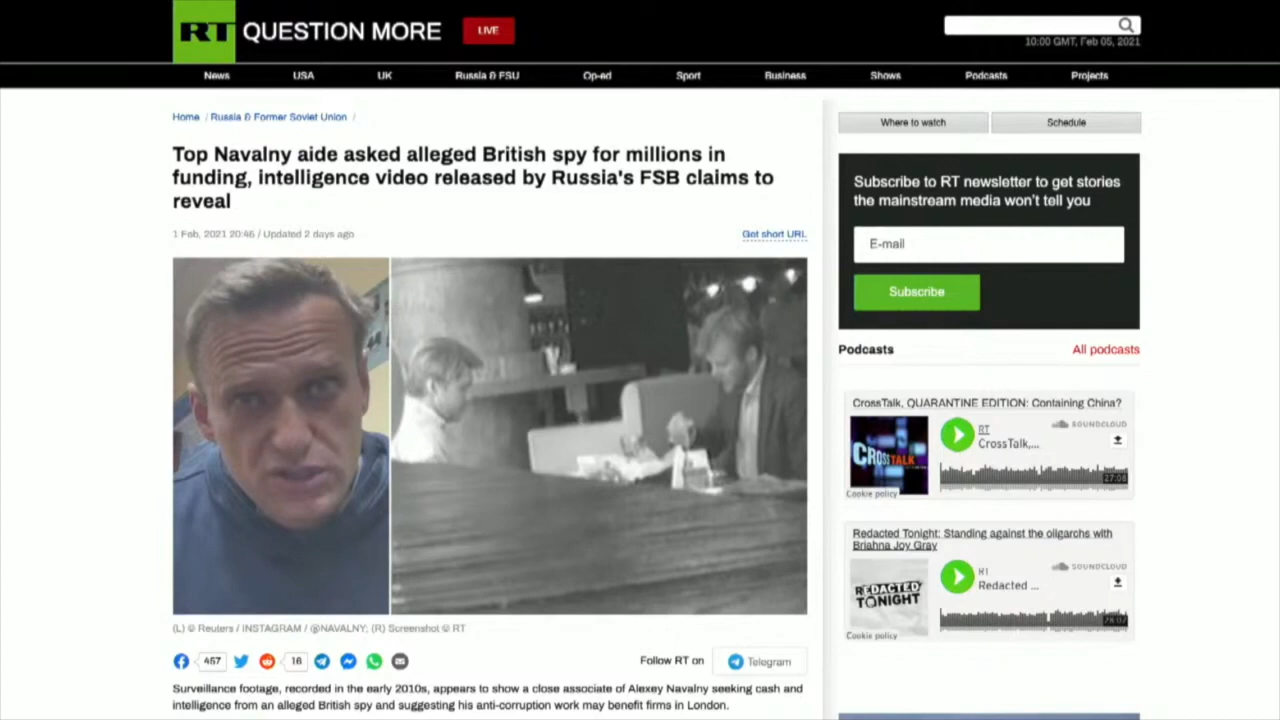 RT QUESTION MORE
LIVE
10:00 GMT, Feb 05, 2021
News
USA
UK
Russia & FSU
Op-ed
Sport
Business
Shows
Podcasts
Projects
Home / Russia & Former Soviet Union /
Top Navalny aide asked alleged British spy for millions in
funding, intelligence video released by Russia's FSB claims to
reveal
1 Feb, 2021 20:46 / Updated 2 days ago
Get short URL
(L) © Reuters / INSTAGRAM / @NAVALNY; (R) Screenshot © RT
457
16
Follow RT on
Telegram
Surveillance footage, recorded in the early 2010s, appears to show a close associate of Alexey Navalny seeking cash and
intelligence from an alleged British spy and suggesting his anti-corruption work may benefit firms in London.
Where to watch
Schedule
Subscribe to RT newsletter to get stories
the mainstream media won't tell you
E-mail
Subscribe
Podcasts
All podcasts
CrossTalk, QUARANTINE EDITION: Containing China?
CROSSTALK
RT
SOUNDCLOUD
CrossTalk,...
27:08
Cookie policy
Redacted Tonight: Standing against the oligarchs with
Briahna Joy Gray
REDACTED
TONIGHT
RT
SOUNDCLOUD
Redacted ...
Cookie policy